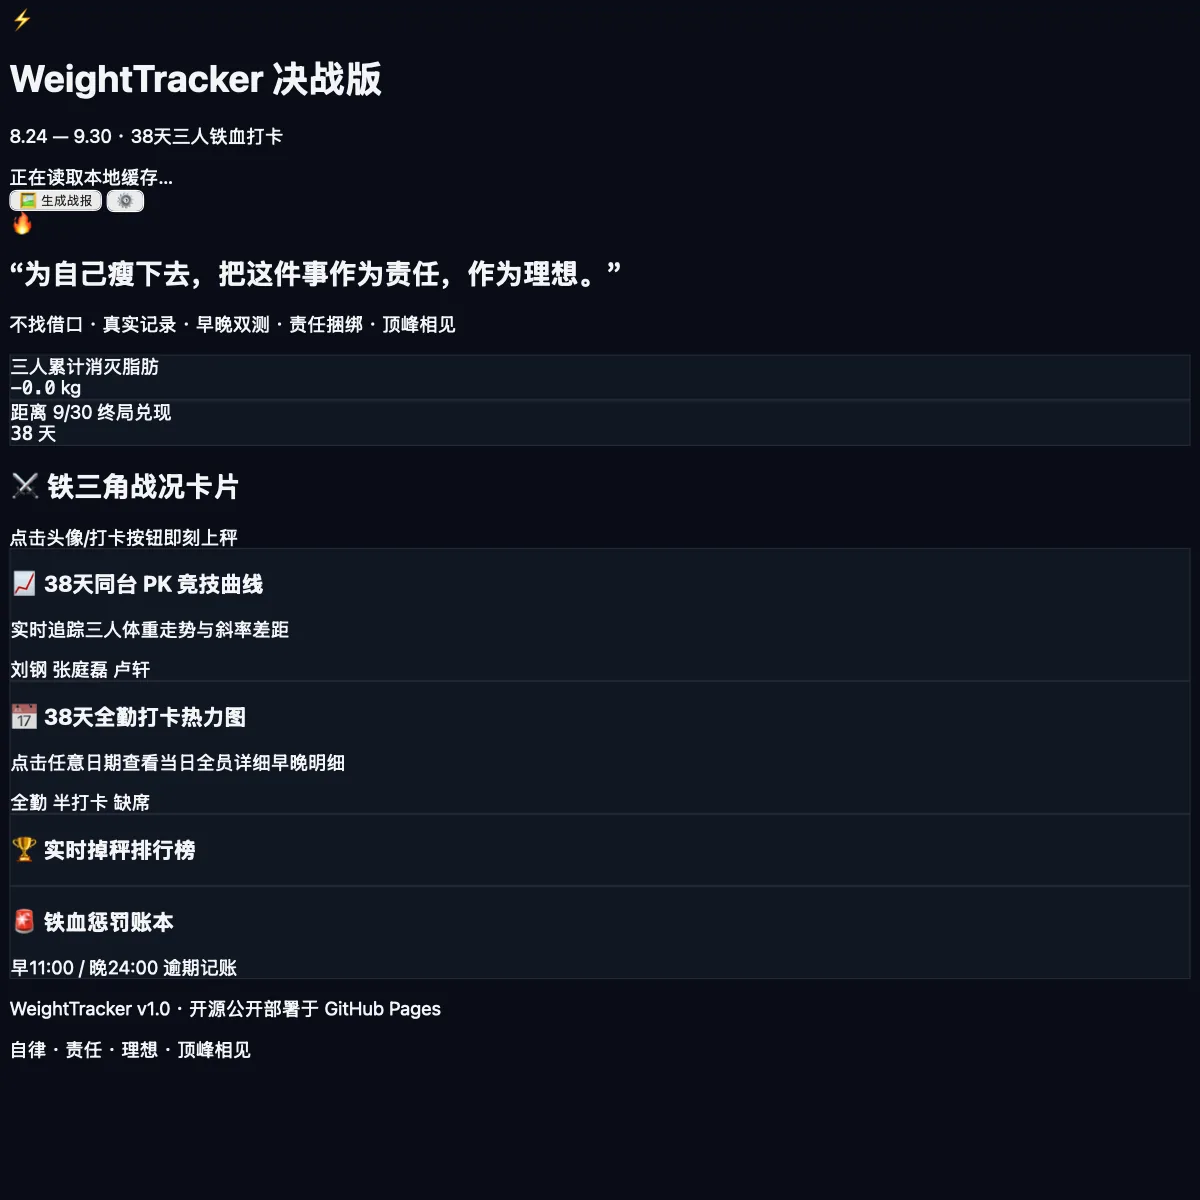 ⚡
WeightTracker 决战版
8.24 — 9.30 · 38天三人铁血打卡
正在读取本地缓存...
🖼️ 生成战报 ⚙️
🔥
“为自己瘦下去，把这件事作为责任，作为理想。”
不找借口 · 真实记录 · 早晚双测 · 责任捆绑 · 顶峰相见
三人累计消灭脂肪
−0.0 kg
距离 9/30 终局兑现
38 天
⚔️ 铁三角战况卡片
点击头像/打卡按钮即刻上秤
📈 38天同台 PK 竞技曲线
实时追踪三人体重走势与斜率差距
刘钢 张庭磊 卢轩
📅 38天全勤打卡热力图
点击任意日期查看当日全员详细早晚明细
全勤 半打卡 缺席
🏆 实时掉秤排行榜
🚨 铁血惩罚账本
早11:00 / 晚24:00 逾期记账
WeightTracker v1.0 · 开源公开部署于 GitHub Pages
自律 · 责任 · 理想 · 顶峰相见